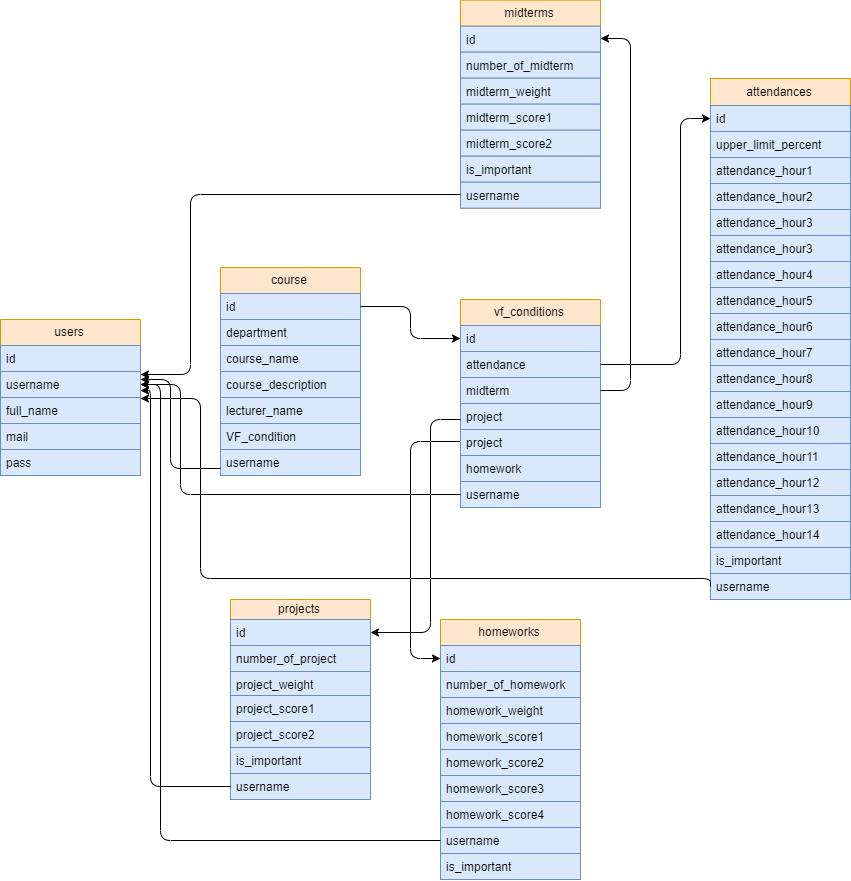 midterms
id
number_of_midterm
midterm_weight
midterm_score1
midterm_score2
is_important
username
attendances
id
upper_limit_percent
attendance_hour1
attendance_hour2
attendance_hour3
attendance_hour3
attendance_hour4
attendance_hour5
attendance_hour6
attendance_hour7
attendance_hour8
attendance_hour9
attendance_hour10
attendance_hour11
attendance_hour12
attendance_hour13
attendance_hour14
is_important
username
course
id
department
course_name
course_description
lecturer_name
VF_condition
username
vf_conditions
id
attendance
midterm
project
project
homework
username
users
id
username
full_name
mail
pass
projects
id
number_of_project
project_weight
project_score1
project_score2
is_important
username
homeworks
id
number_of_homework
homework_weight
homework_score1
homework_score2
homework_score3
homework_score4
username
is_important